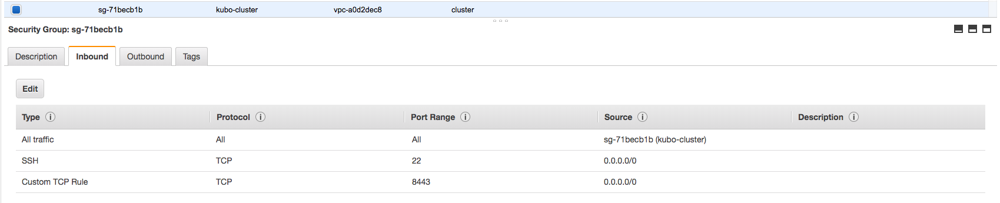 sg-71becb1b kubo-cluster vpc-a0d2dec8 cluster
Security Group: sg-71becb1b
Description Inbound Outbound Tags
Edit
Type Protocol Port Range Source Description
All traffic All All sg-71becb1b (kubo-cluster)
SSH TCP 22 0.0.0.0/0
Custom TCP Rule TCP 8443 0.0.0.0/0